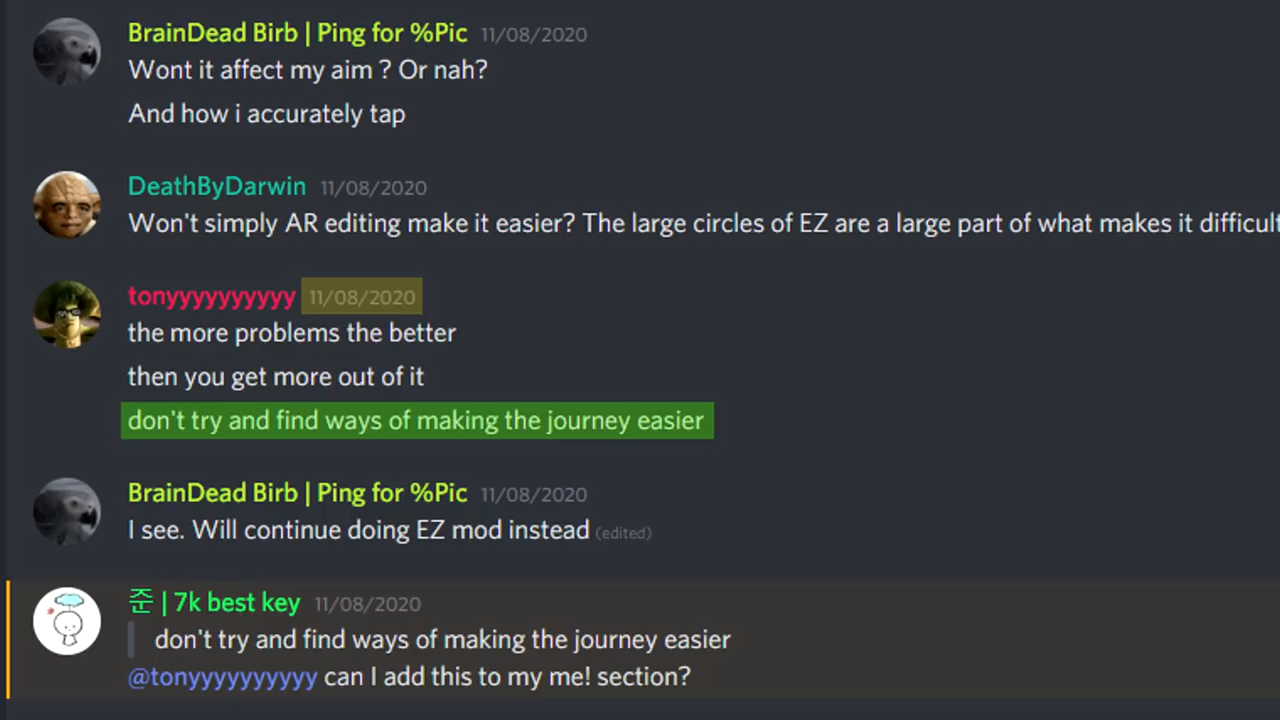 BrainDead Birb | Ping for %Pic 11/08/2020
Wont it affect my aim ? Or nah?
And how i accurately tap
DeathByDarwin 11/08/2020
Won't simply AR editing make it easier? The large circles of EZ are a large part of what makes it difficult
tonyyyyyyyyyy 11/08/2020
the more problems the better
then you get more out of it
don't try and find ways of making the journey easier
BrainDead Birb | Ping for %Pic 11/08/2020
I see. Will continue doing EZ mod instead (edited)
준 | 7k best key 11/08/2020
don't try and find ways of making the journey easier
@tonyyyyyyyyyy can I add this to my me! section?